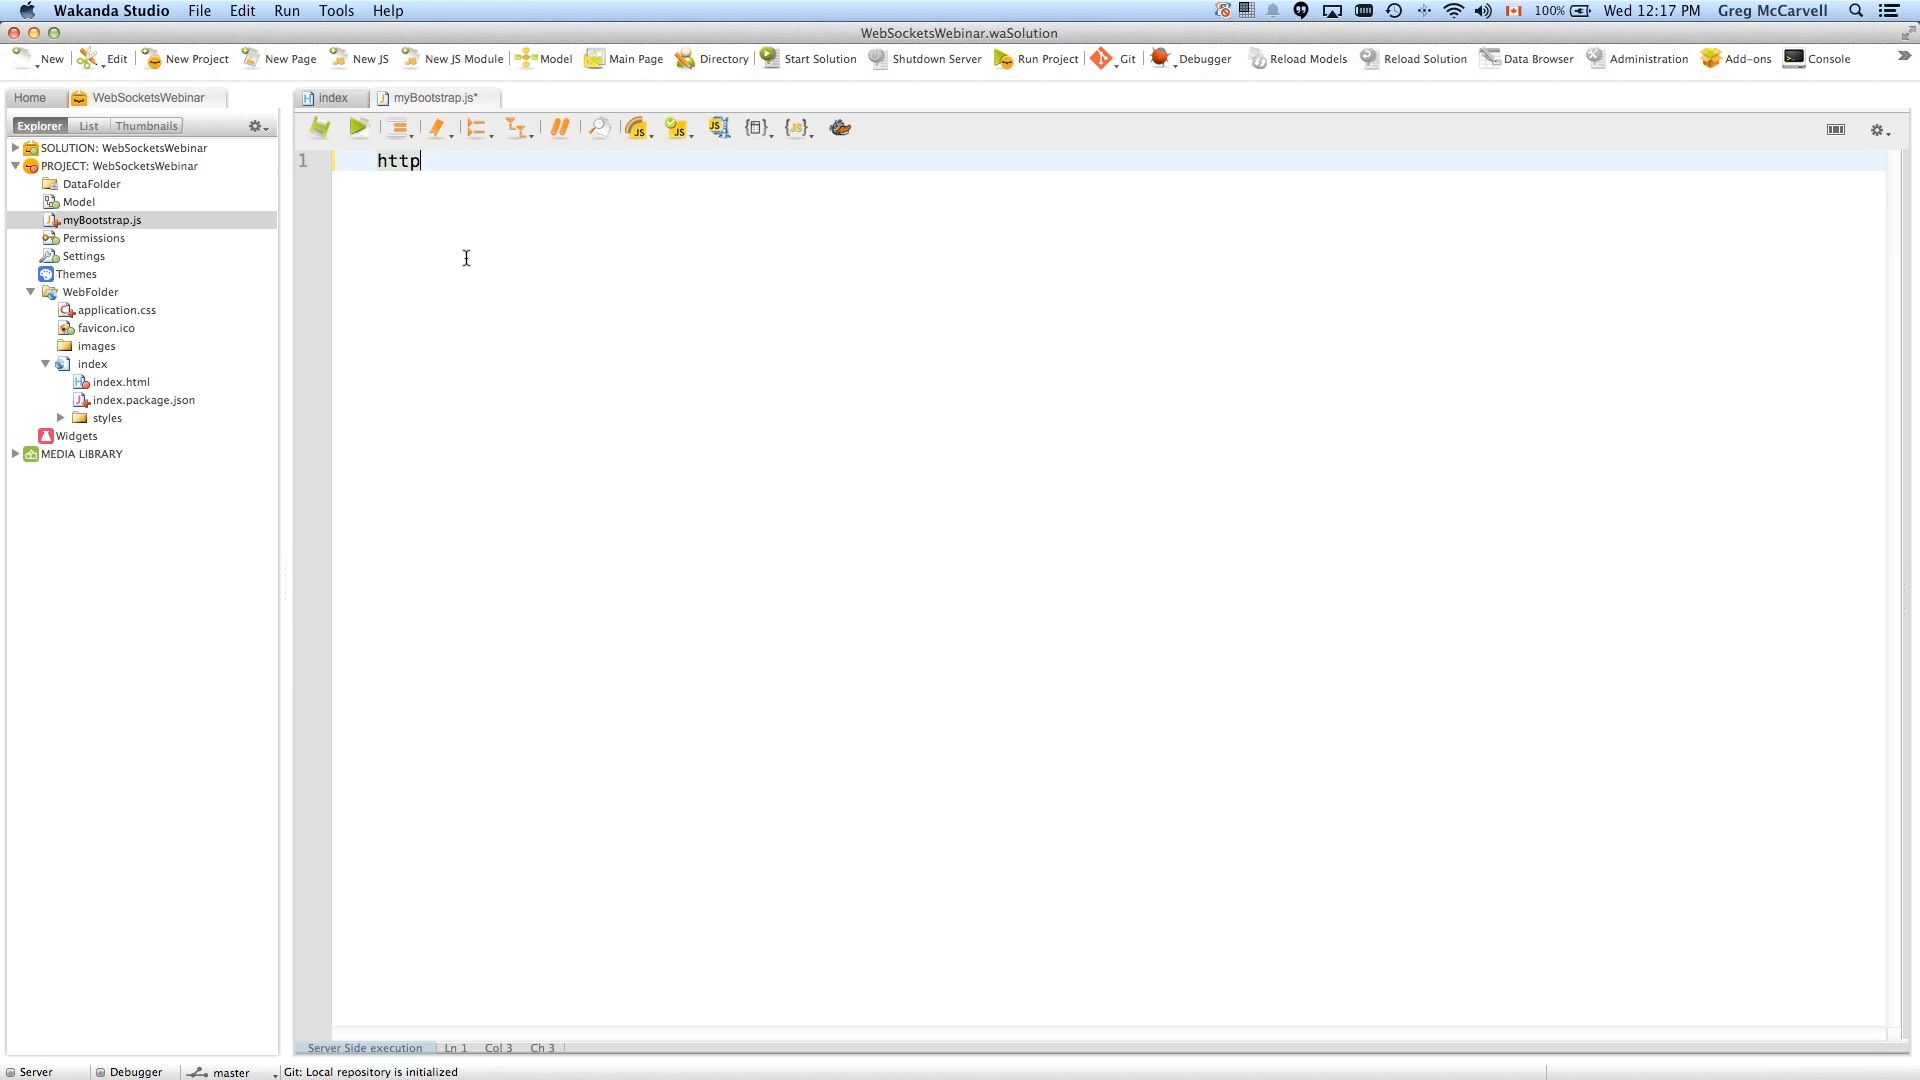 Wakanda Studio File Edit Run Tools Help 100% Wed 12:17 PM Greg McCarvell
WebSocketsWebinar.waSolution
New Edit New Project New Page New JS New JS Module Model Main Page Directory Start Solution Shutdown Server Run Project Git Debugger Reload Models Reload Solution Data Browser Administration Add-ons Console
Home WebSocketsWebinar index myBootstrap.js*
Explorer List Thumbnails
SOLUTION: WebSocketsWebinar
PROJECT: WebSocketsWebinar
DataFolder
Model
myBootstrap.js
Permissions
Settings
Themes
WebFolder
application.css
favicon.ico
images
index
index.html
index.package.json
styles
Widgets
MEDIA LIBRARY
1 http
Server Side execution Ln 1 Col 3 Ch 3
Server Debugger master Git: Local repository is initialized